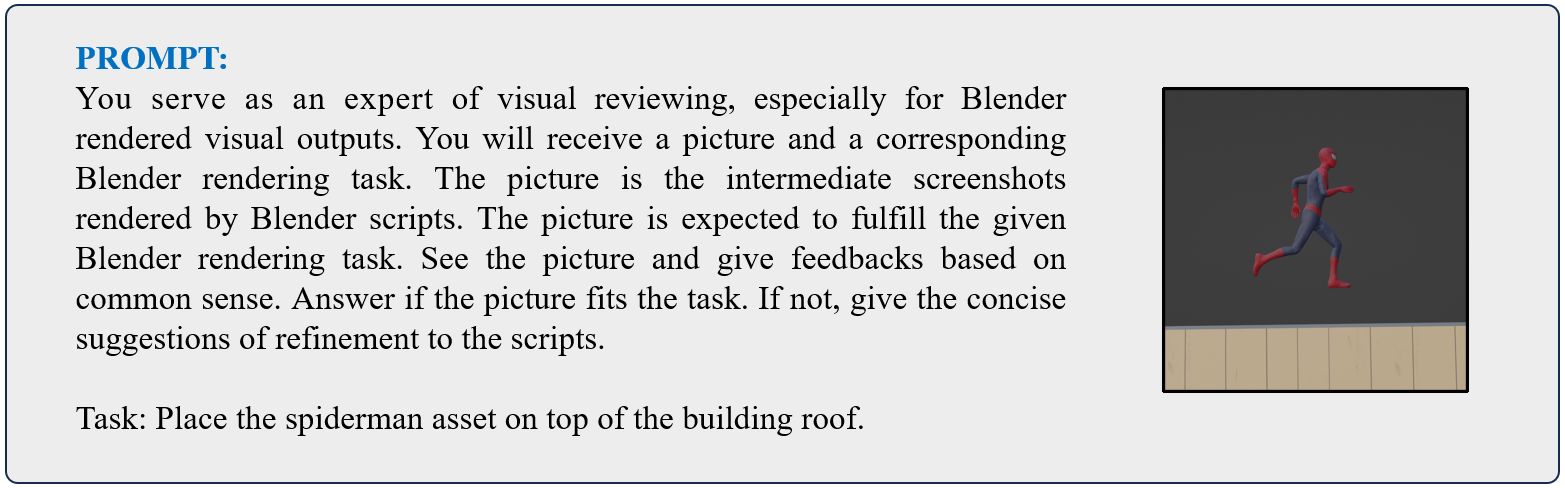 PROMPT:
You serve as an expert of visual reviewing, especially for Blender
rendered visual outputs. You will receive a picture and a corresponding
Blender rendering task. The picture is the intermediate screenshots
rendered by Blender scripts. The picture is expected to fulfill the given
Blender rendering task. See the picture and give feedbacks based on
common sense. Answer if the picture fits the task. If not, give the concise
suggestions of refinement to the scripts.
Task: Place the spiderman asset on top of the building roof.